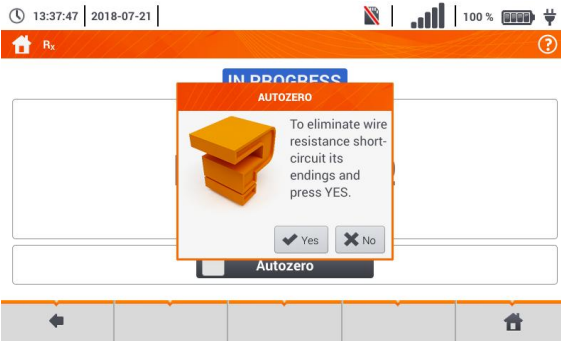 13:37:47 2018-07-21 100 %
Rx
IN PROGRESS
AUTOZERO
To eliminate wire
resistance short-
circuit its
endings and
press YES.
Yes No
Autozero